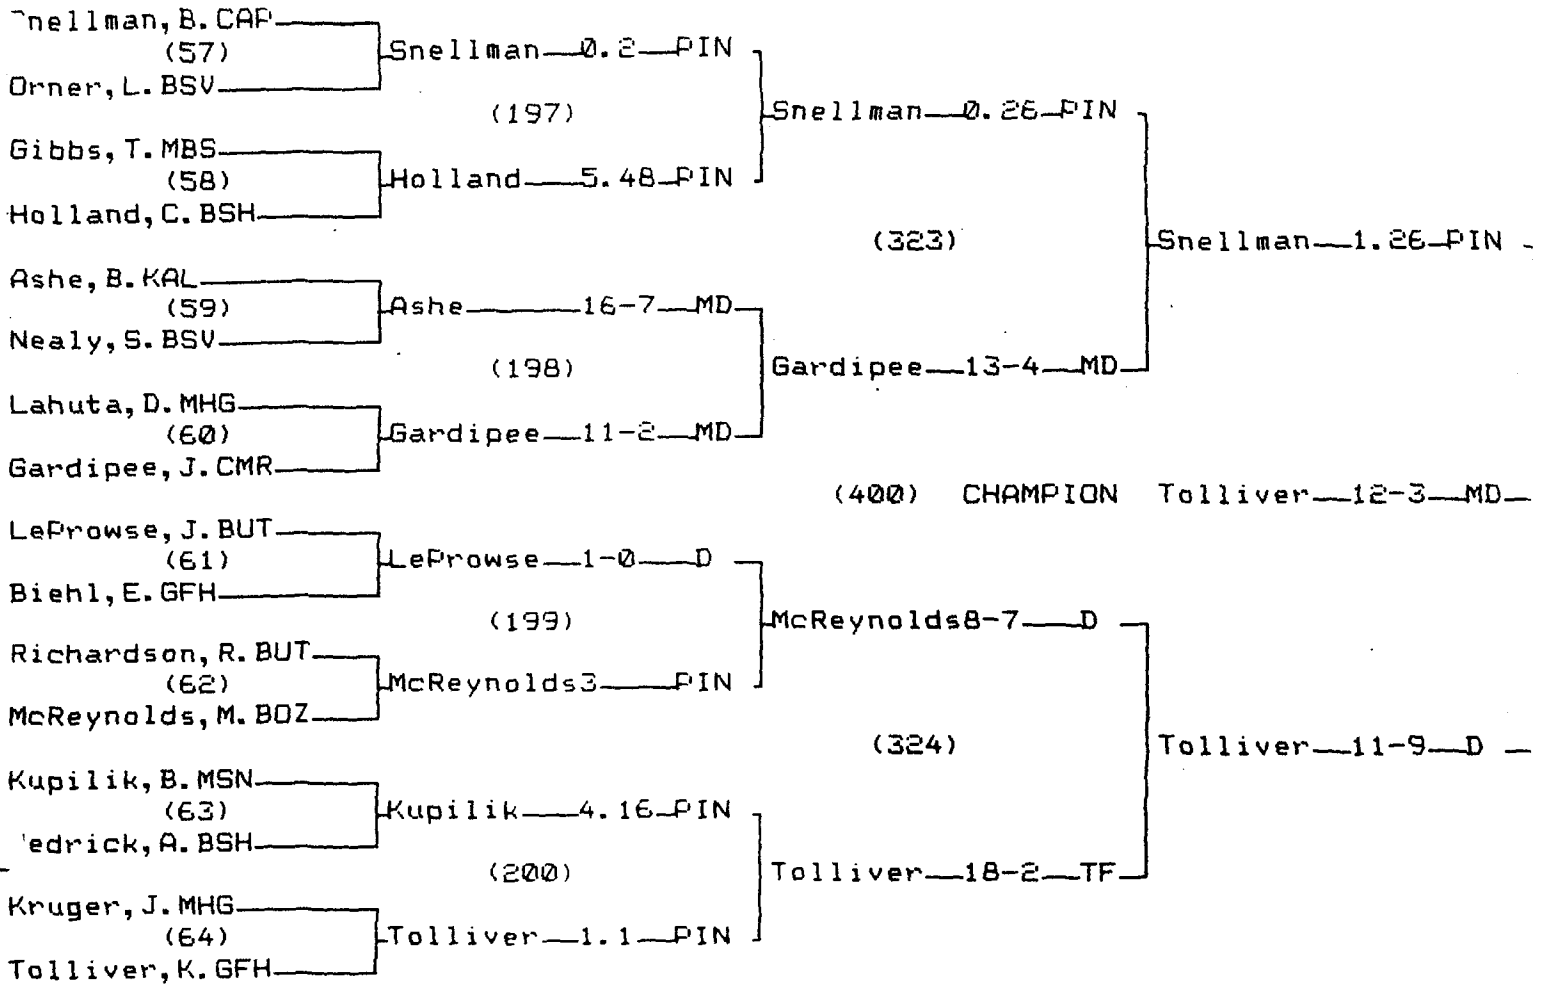 nellman, B. CAP
(57) Snellman 0.2 PIN
Orner, L. BSV
(197) Snellman 0.26 PIN
Gibbs, T. MBS
(58) Holland 5.48 PIN
Holland, C. BSH
(323) Snellman 1.26 PIN
Ashe, B. KAL
(59) Ashe 16-7 MD
Nealy, S. BSV
(198) Gardipee 13-4 MD
Lahuta, D. MHG
(60) Gardipee 11-2 MD
Gardipee, J. CMR
(400) CHAMPION Tolliver 12-3 MD
LeProwse, J. BUT
(61) LeProwse 1-0 D
Biehl, E. GFH
(199) McReynolds8-7 D
Richardson, R. BUT
(62) McReynolds3 PIN
McReynolds, M. BOZ
(324) Tolliver 11-9 D
Kupilik, B. MSN
(63) Kupilik 4.16 PIN
edrick, A. BSH
(200) Tolliver 18-2 TF
Kruger, J. MHG
(64) Tolliver 1.1 PIN
Tolliver, K. GFH